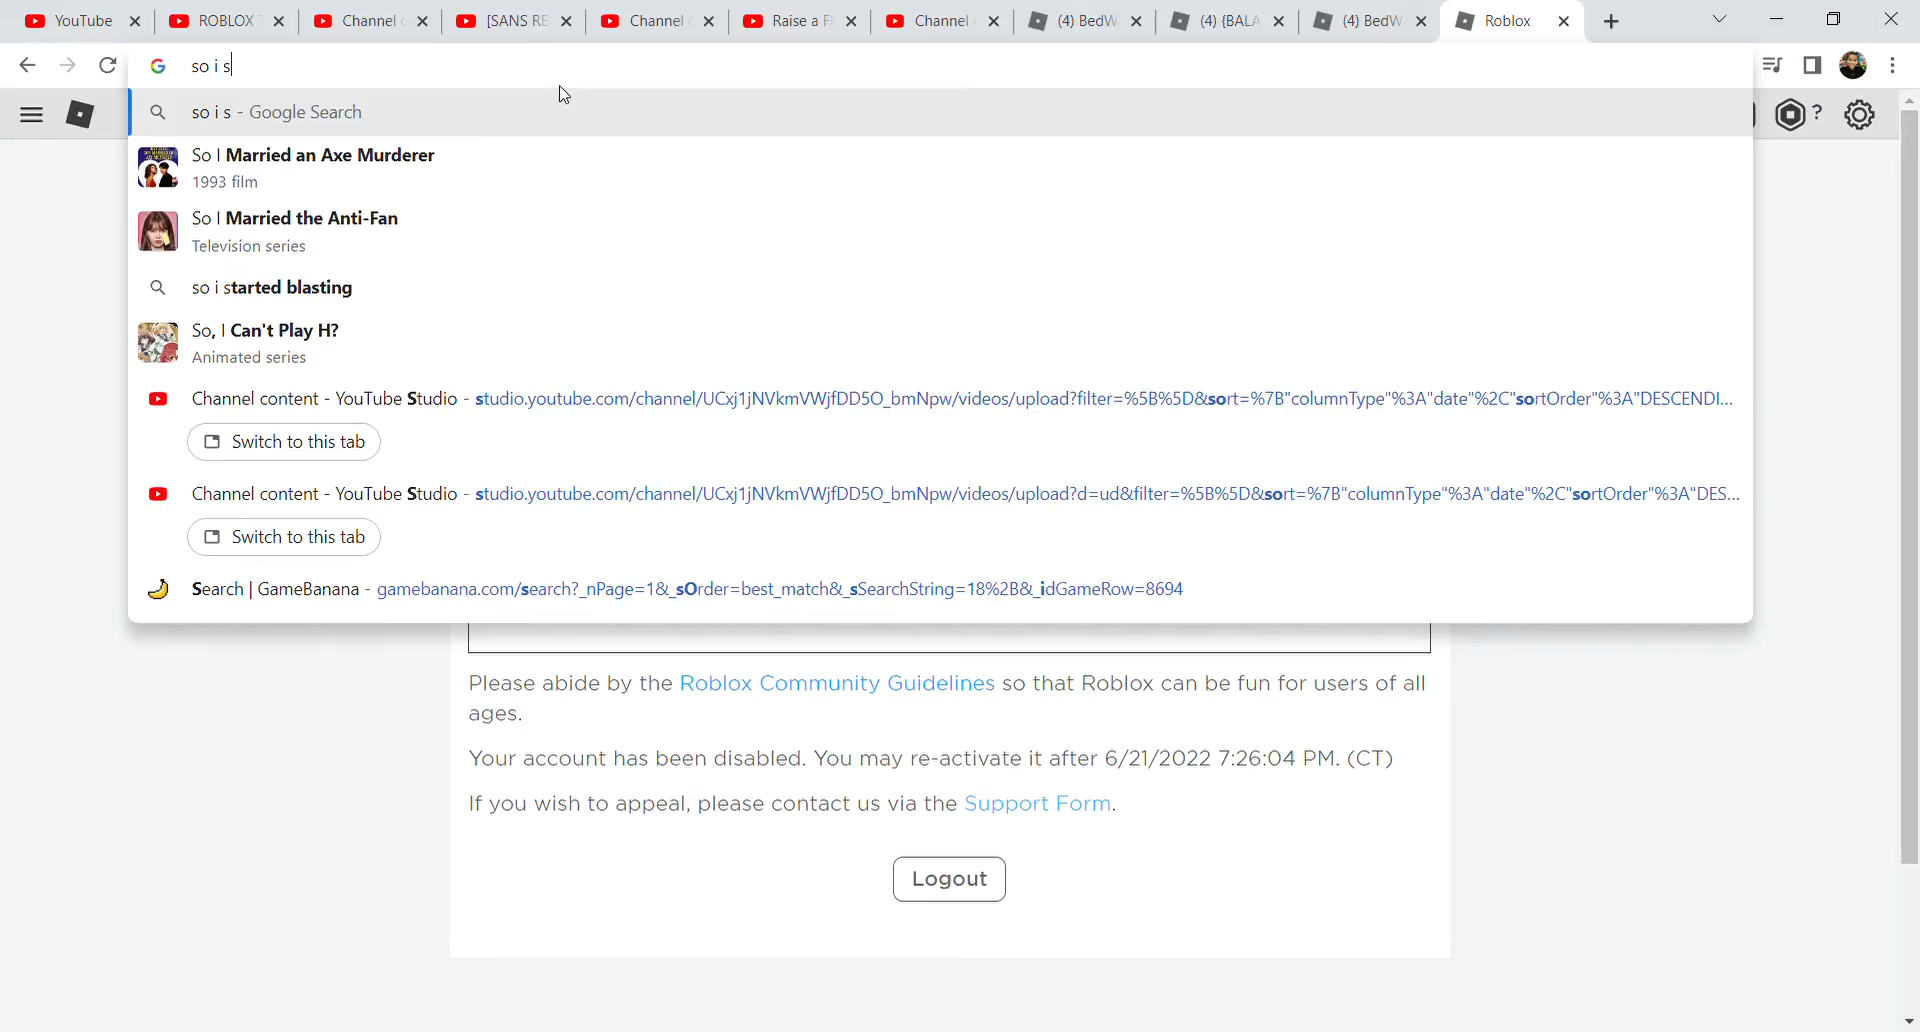 YouTube
ROBLOX
Channel c
[SANS RE
Channel
Raise a Fl
Channel
(4) BedW
(4) {BALA
(4) BedW
Roblox
so i s
so i s - Google Search
?
So I Married an Axe Murderer
1993 film
So I Married the Anti-Fan
Television series
so i started blasting
So, I Can't Play H?
Animated series
Channel content - YouTube Studio - studio.youtube.com/channel/UCxj1jNVkmVWjfDD5O_bmNpw/videos/upload?filter=%5B%5D&sort=%7B"columnType"%3A"date"%2C"sortOrder"%3A"DESCENDI...
Switch to this tab
Channel content - YouTube Studio - studio.youtube.com/channel/UCxj1jNVkmVWjfDD5O_bmNpw/videos/upload?d=ud&filter=%5B%5D&sort=%7B"columnType"%3A"date"%2C"sortOrder"%3A"DES...
Switch to this tab
Search | GameBanana - gamebanana.com/search?_nPage=1&_sOrder=best_match&_sSearchString=18%2B&_idGameRow=8694
Please abide by the Roblox Community Guidelines so that Roblox can be fun for users of all
ages.
Your account has been disabled. You may re-activate it after 6/21/2022 7:26:04 PM. (CT)
If you wish to appeal, please contact us via the Support Form.
Logout